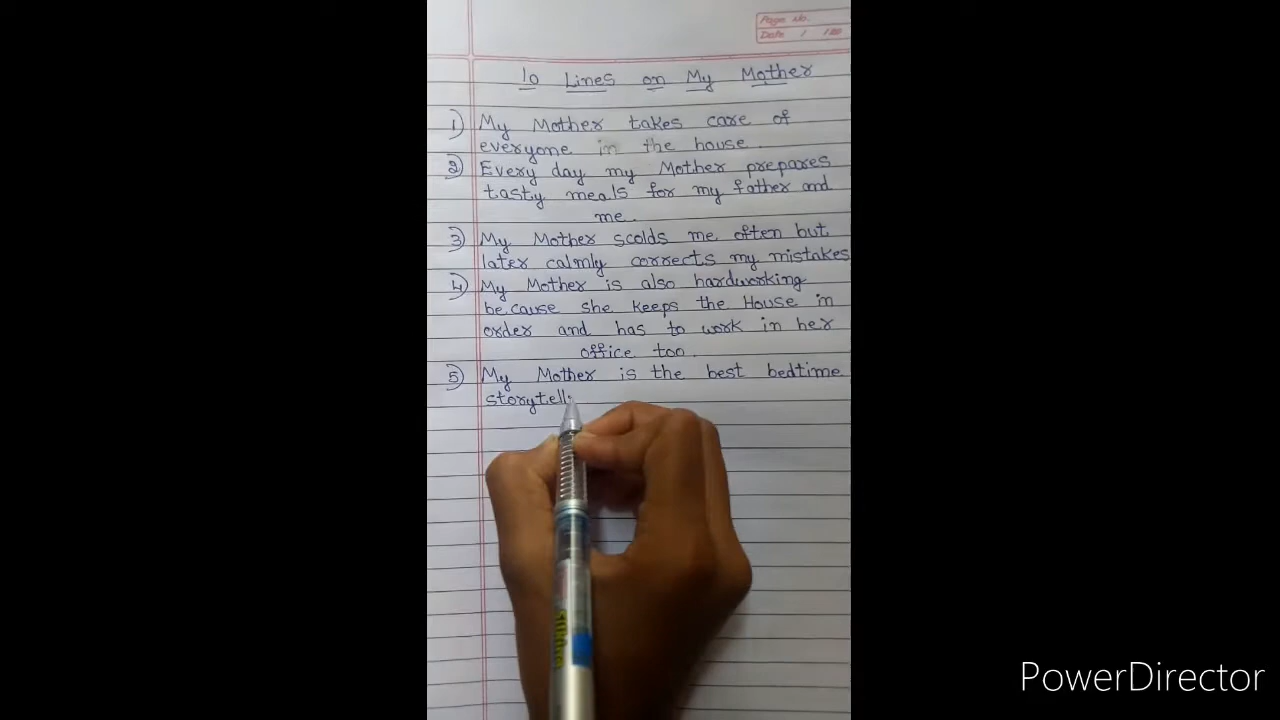 Page No.
Date / /20
10 Lines on My Mother
1) My Mother takes care of
everyone in the house.
2) Every day my Mother prepares
tasty meals for my father and
me.
3) My Mother scolds me often but
later calmly corrects my mistakes
4) My Mother is also hardworking
because she keeps the House in
order and has to work in her
office too.
5) My Mother is the best bedtime
storytell
PowerDirector